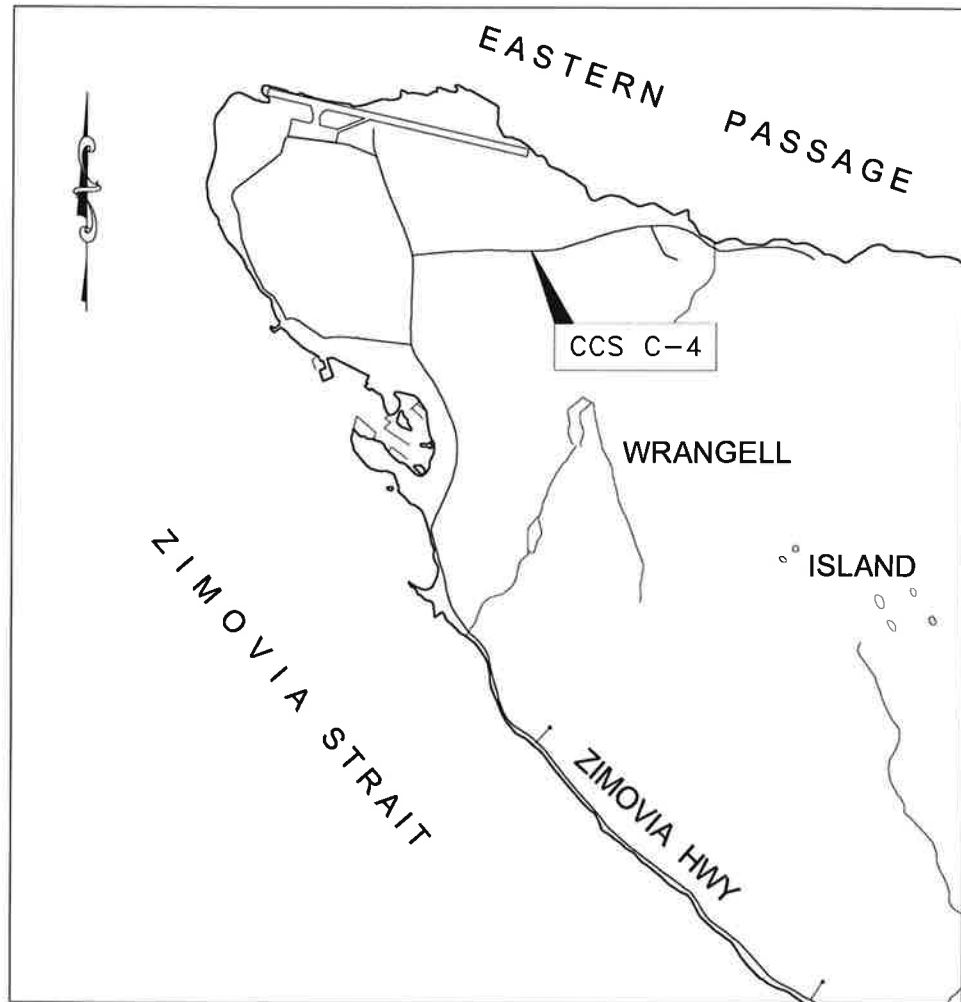 EASTERN PASSAGE
CCS C-4
WRANGELL
ISLAND
ZIMOVIA STRAIT
ZIMOVIA HWY